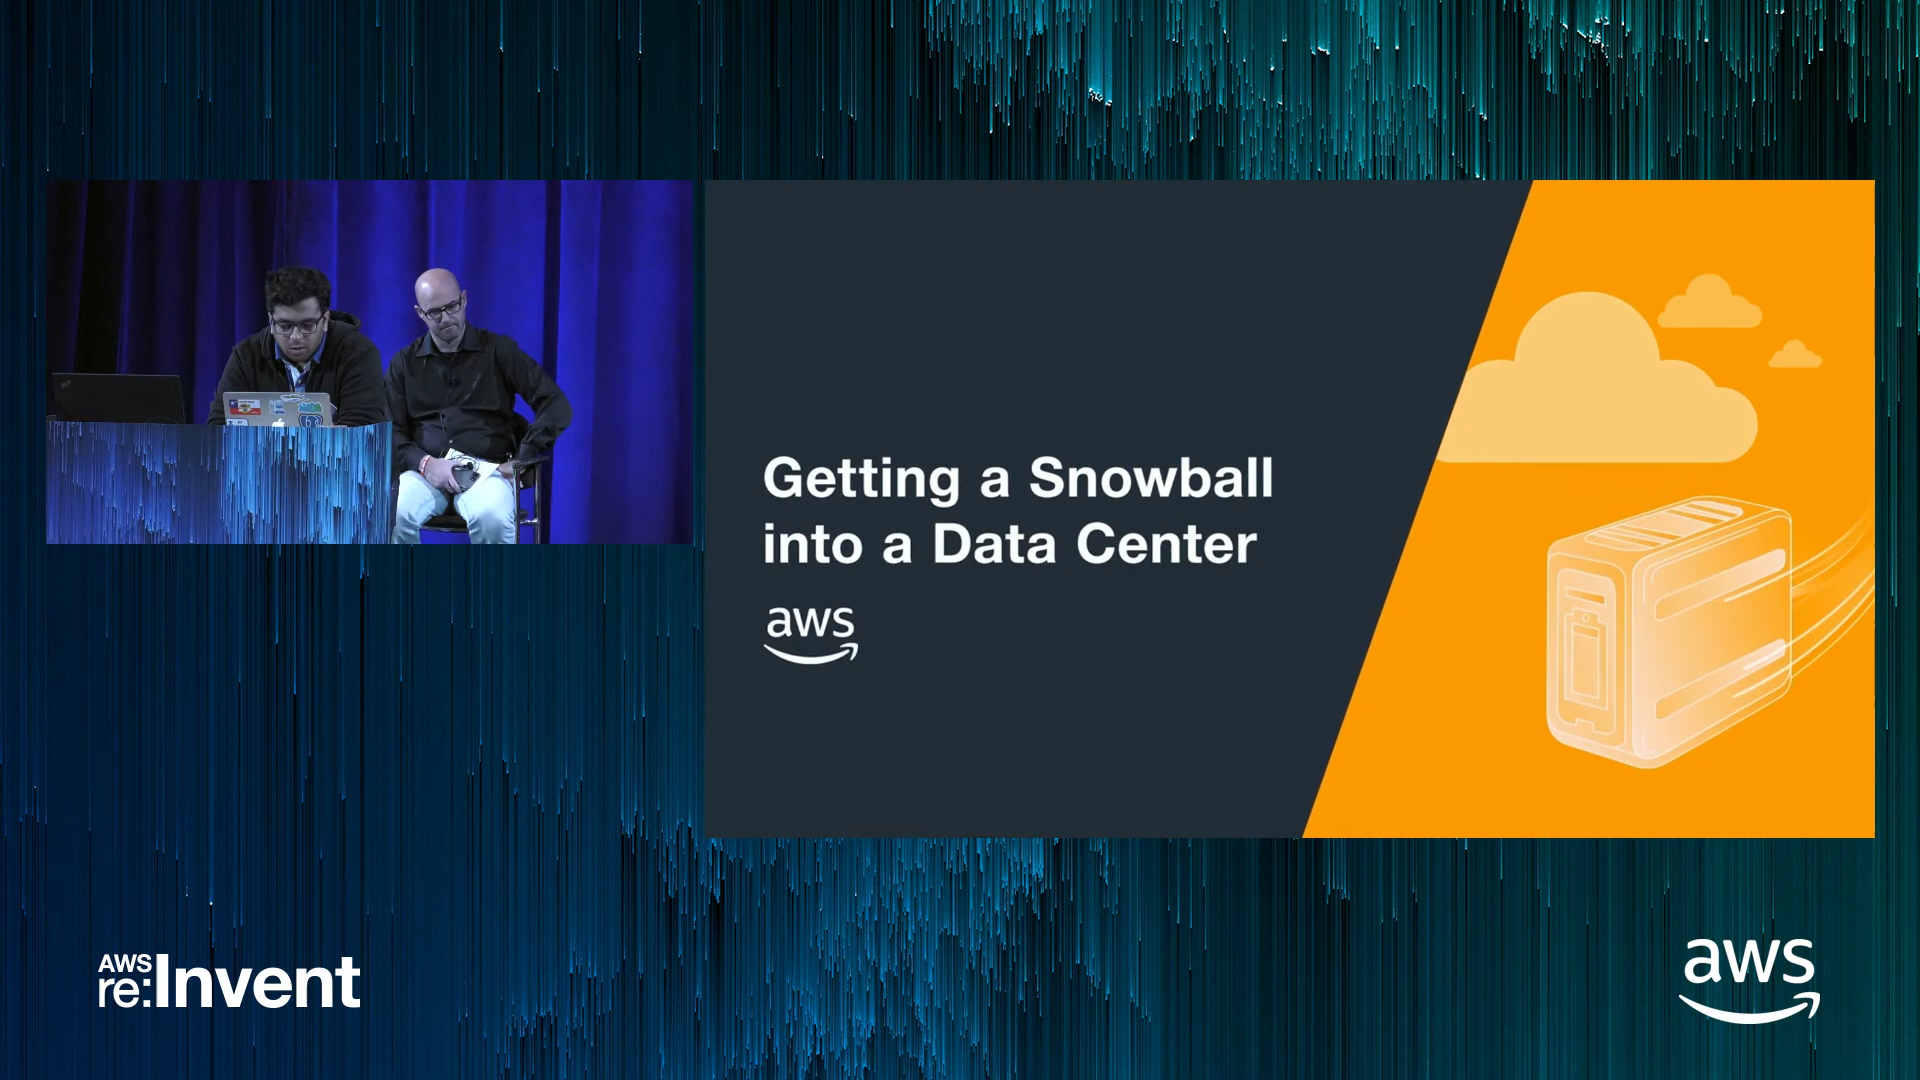 Getting a Snowball
into a Data Center
aws
AWS
re:Invent
aws